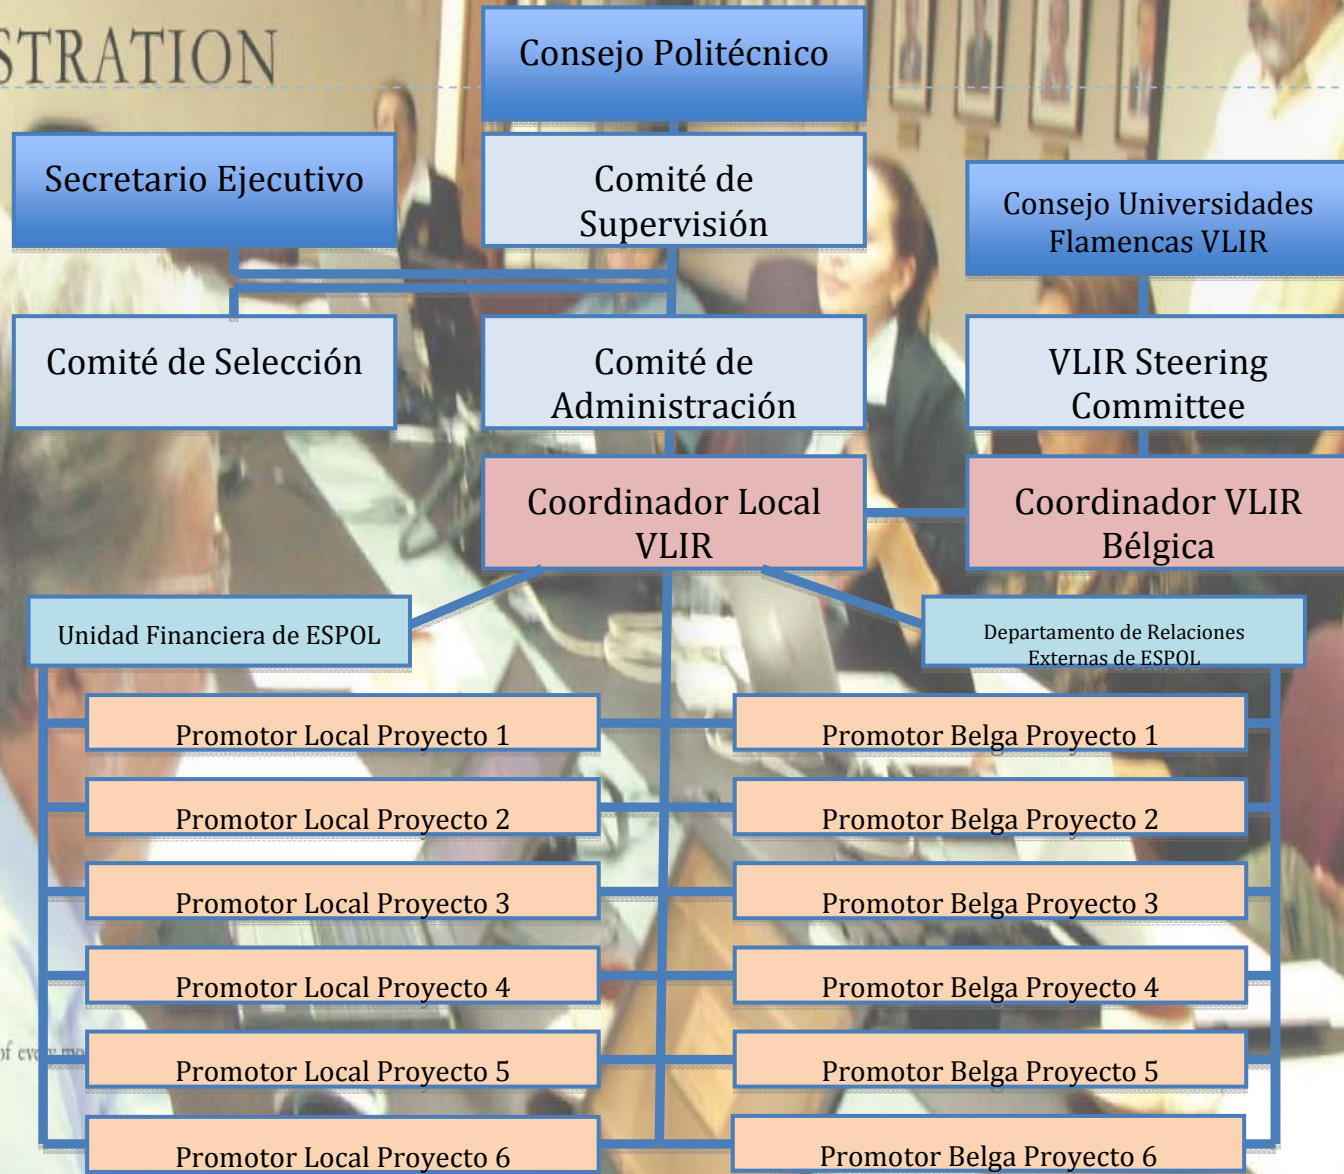 STRATION
Consejo Politécnico
Secretario Ejecutivo
Comité de
Supervisión
Consejo Universidades
Flamencas VLIR
Comité de Selección
Comité de
Administración
VLIR Steering
Committee
Coordinador Local
VLIR
Coordinador VLIR
Bélgica
Unidad Financiera de ESPOL
Departamento de Relaciones
Externas de ESPOL
Promotor Local Proyecto 1
Promotor Belga Proyecto 1
Promotor Local Proyecto 2
Promotor Belga Proyecto 2
Promotor Local Proyecto 3
Promotor Belga Proyecto 3
Promotor Local Proyecto 4
Promotor Belga Proyecto 4
of every
Promotor Local Proyecto 5
Promotor Belga Proyecto 5
Promotor Local Proyecto 6
Promotor Belga Proyecto 6